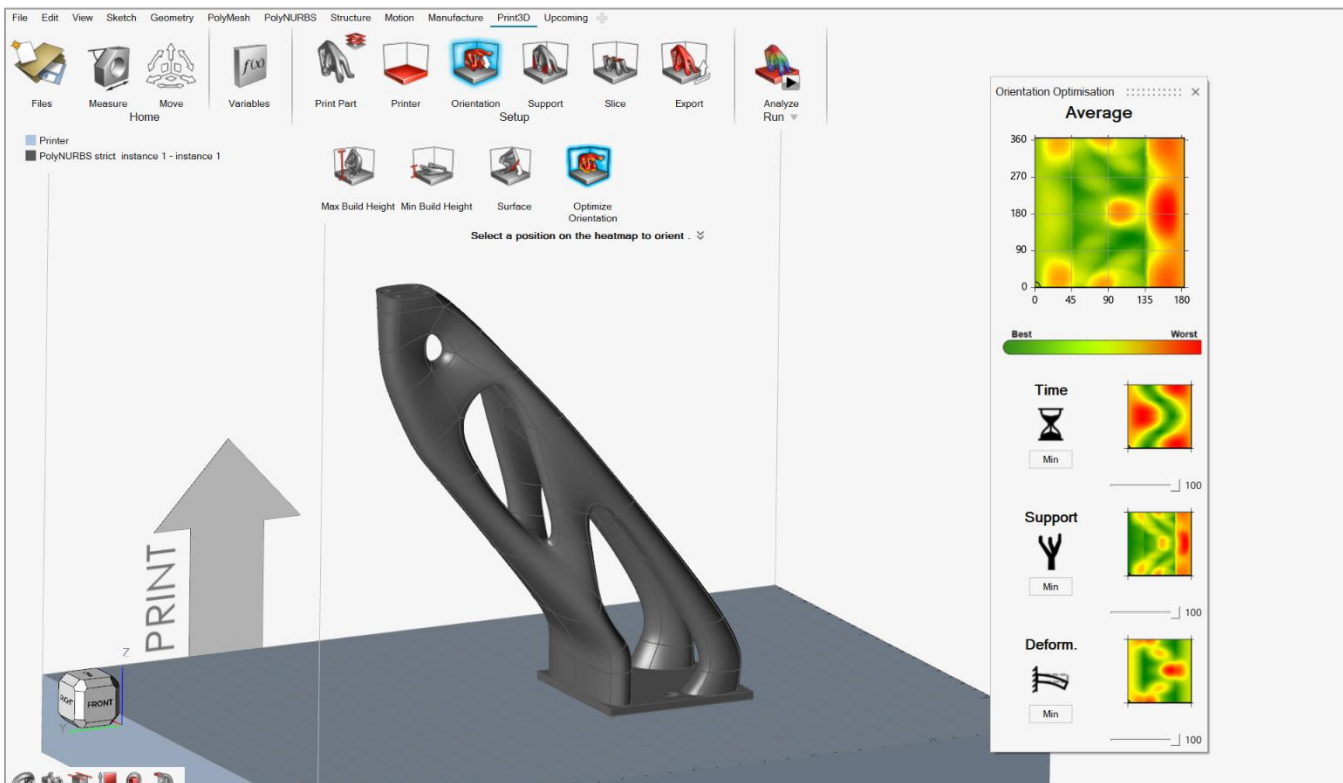 File Edit View Sketch Geometry PolyMesh PolyNURBS Structure Motion Manufacture Print3D Upcoming
f(x)
Files Measure Move Variables Print Part Printer Orientation Support Slice Export Analyze
Home Setup Run
Printer
PolyNURBS strict instance 1 - instance 1
Max Build Height Min Build Height Surface Optimize
Orientation
Select a position on the heatmap to orient .
PRINT
Z
Y
FRONT
Orientation Optimisation
Average
360
270
180
90
0
0 45 90 135 180
Best Worst
Time
Min
100
Support
Min
100
Deform.
Min
100